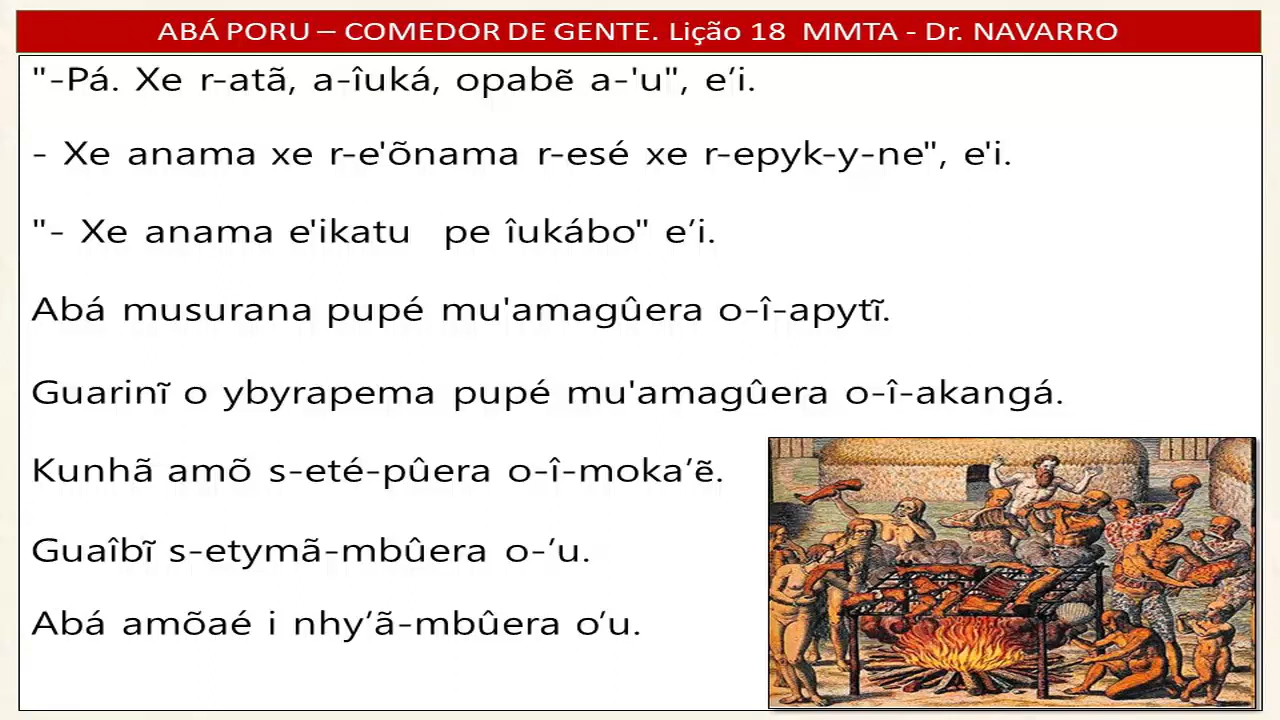 ABÁ PORU – COMEDOR DE GENTE. Lição 18 MMTA - Dr. NAVARRO
"-Pá. Xe r-atã, a-îuká, opabẽ a-'u", e’i.
- Xe anama xe r-e'õnama r-esé xe r-epyk-y-ne", e'i.
"- Xe anama e'ikatu pe îukábo" e’i.
Abá musurana pupé mu'amagûera o-î-apytĩ.
Guarinĩ o ybyrapema pupé mu'amagûera o-î-akangá.
Kunhã amõ s-eté-pûera o-î-moka’ẽ.
Guaîbĩ s-etymã-mbûera o-’u.
Abá amõaé i nhy’ã-mbûera o’u.